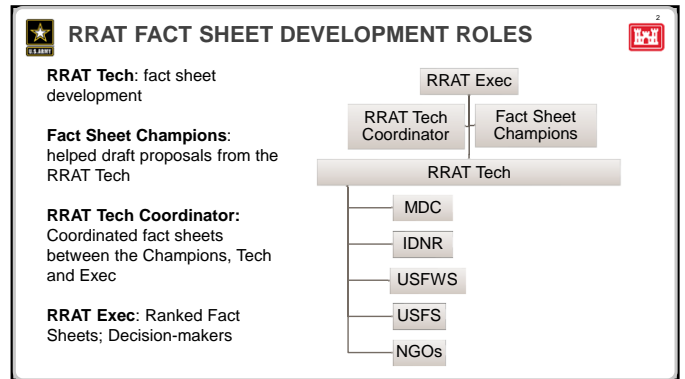 2
RRAT FACT SHEET DEVELOPMENT ROLES
U.S.ARMY
RRAT Tech: fact sheet
development
Fact Sheet Champions:
helped draft proposals from the
RRAT Tech
RRAT Tech Coordinator:
Coordinated fact sheets
between the Champions, Tech
and Exec
RRAT Exec: Ranked Fact
Sheets; Decision-makers
RRAT Exec
RRAT Tech
Coordinator
Fact Sheet
Champions
RRAT Tech
MDC
IDNR
USFWS
USFS
NGOs